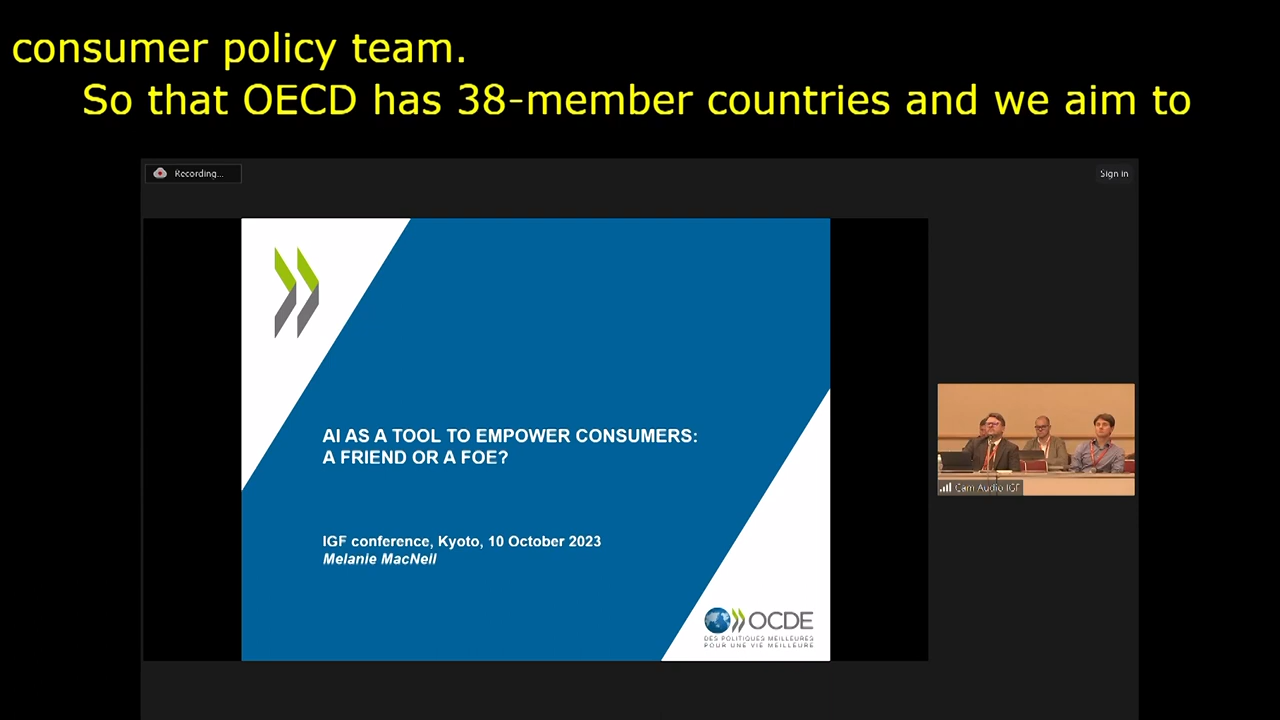 consumer policy team.
So that OECD has 38-member countries and we aim to
Recording...
Sign in
AI AS A TOOL TO EMPOWER CONSUMERS:
A FRIEND OR A FOE?
IGF conference, Kyoto, 10 October 2023
Melanie MacNeil
OCDE
DES POLITIQUES MEILLEURES
POUR UNE VIE MEILLEURE
Cam Audio IGF